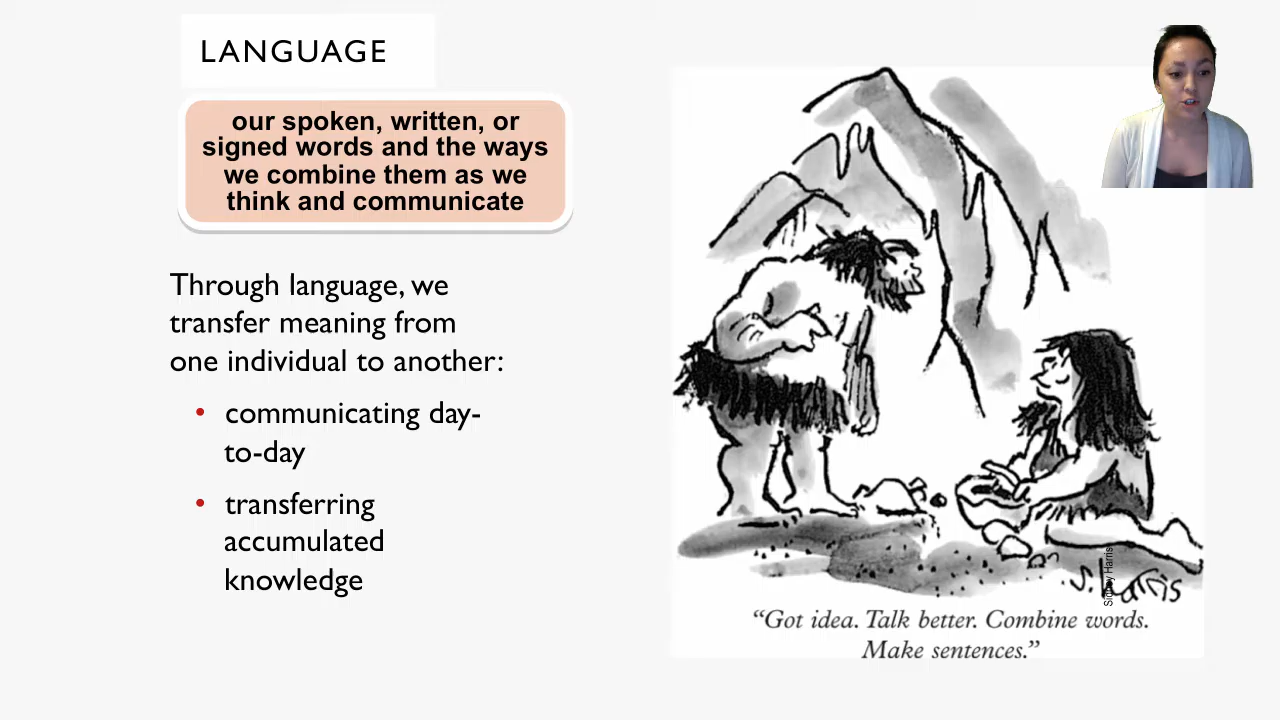 LANGUAGE
our spoken, written, or
signed words and the ways
we combine them as we
think and communicate
Through language, we
transfer meaning from
one individual to another:
• communicating day-
to-day
• transferring
accumulated
knowledge
S. Harris
“Got idea. Talk better. Combine words.
Make sentences.”